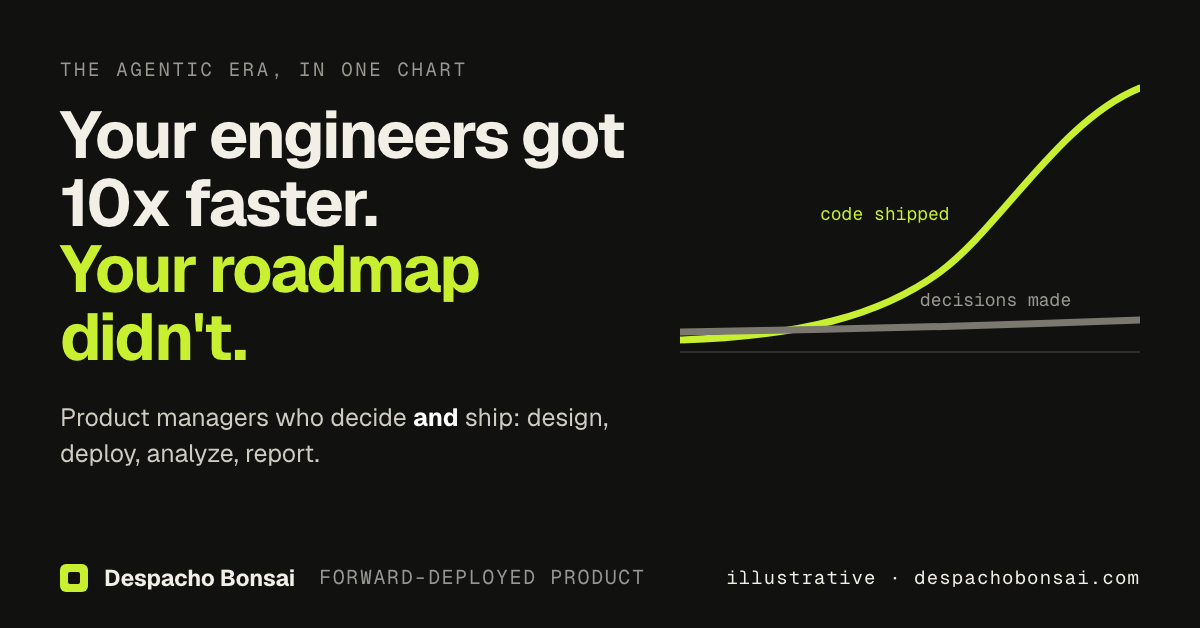 THE AGENTIC ERA, IN ONE CHART
Your engineers got
10x faster.
Your roadmap
didn't.
Product managers who decide and ship: design,
deploy, analyze, report.
code shipped
decisions made
Despacho Bonsai FORWARD-DEPLOYED PRODUCT
illustrative · despachobonsai.com